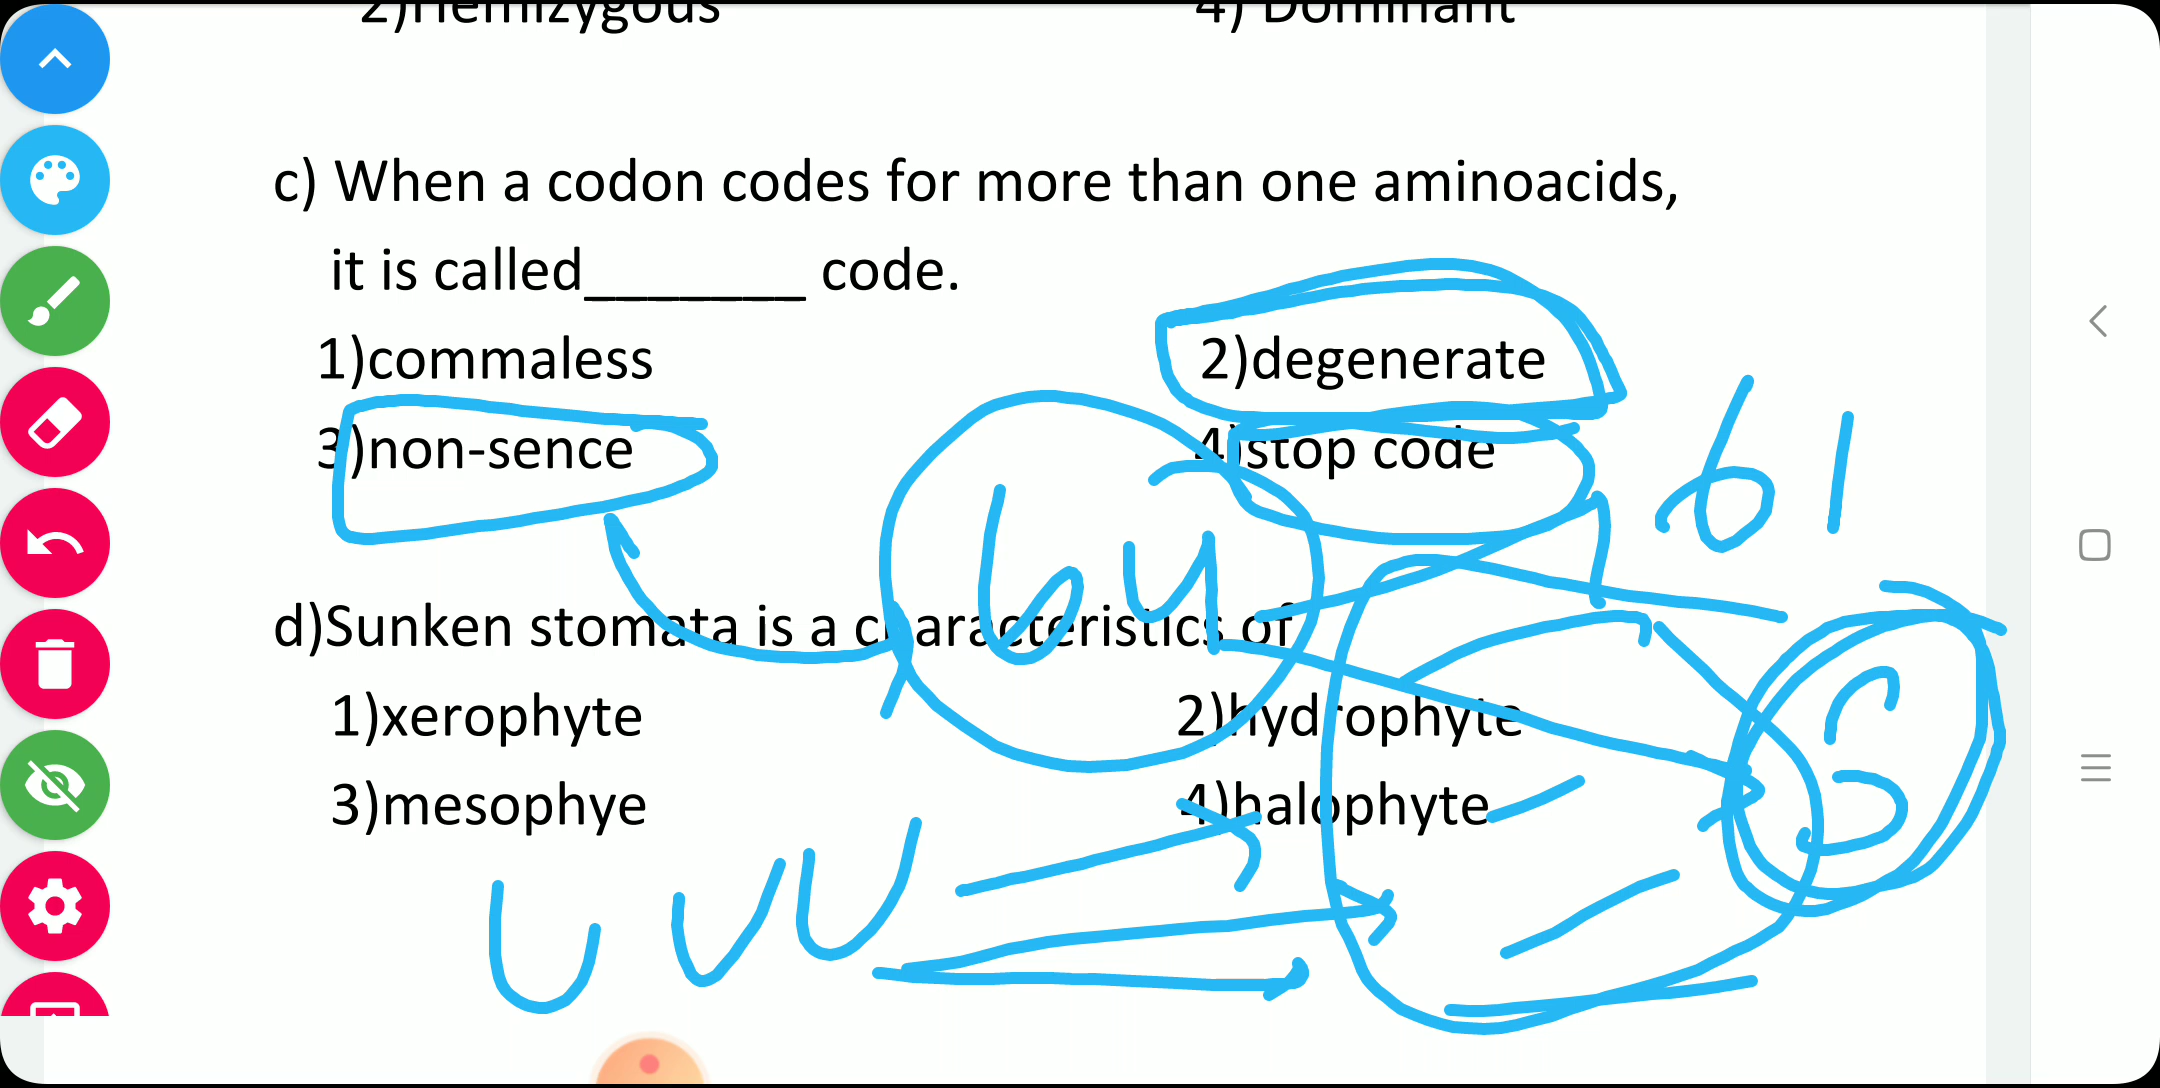 2)Hemizygous 4) Dominant
c) When a codon codes for more than one aminoacids,
it is called_______ code.
1)commaless 2)degenerate
3)non-sence 4)stop code
61
64
d)Sunken stomata is a characteristics of
1)xerophyte 2)hydrophyte
3)mesophye 4)halophyte
UUU